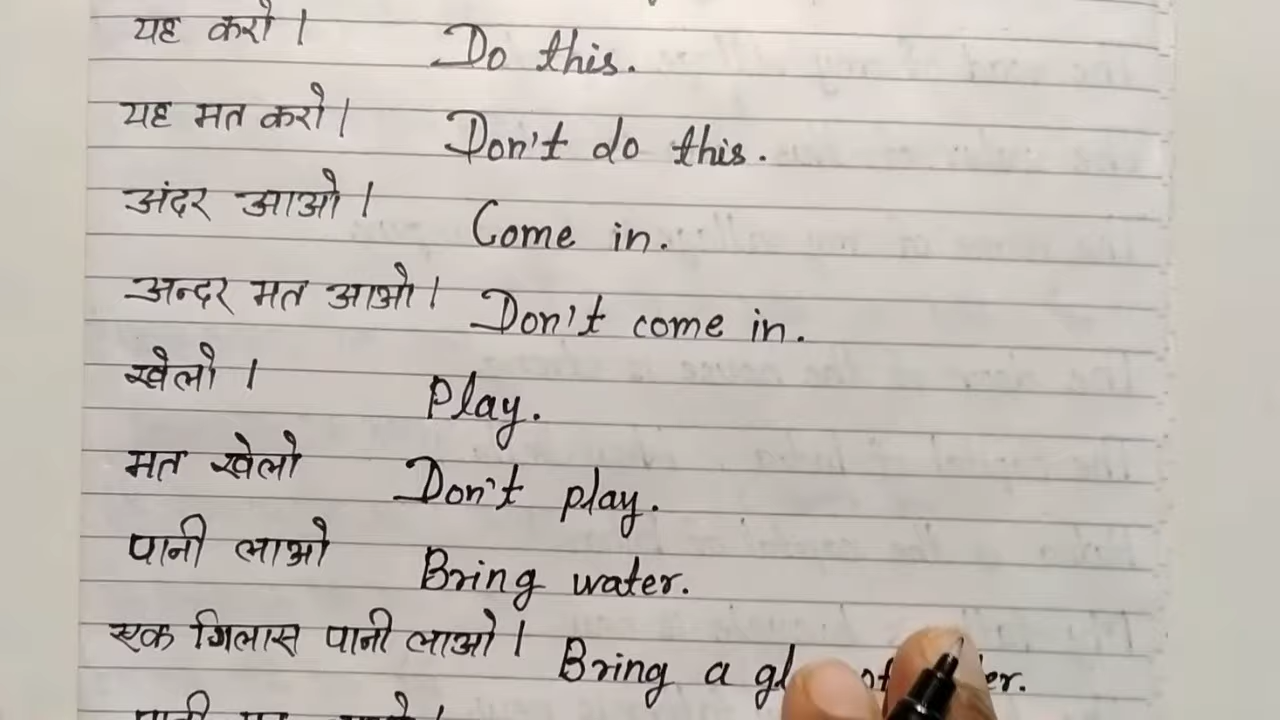 यह करो। Do this.
यह मत करो। Don't do this.
अंदर आओ। Come in.
अन्दर मत आओ। Don't come in.
खेलो। Play.
मत खेलो Don't play.
पानी लाओ Bring water.
एक गिलास पानी लाओ। Bring a